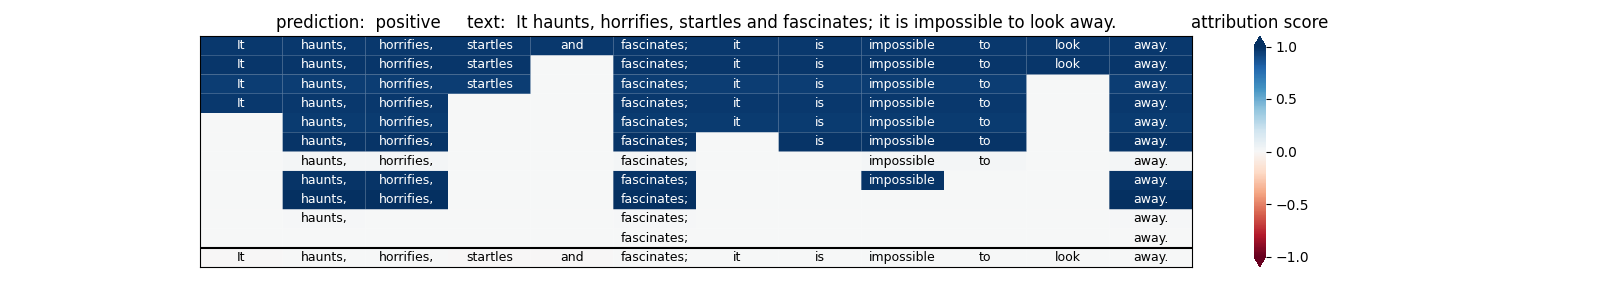 prediction: positive text: It haunts, horrifies, startles and fascinates; it is impossible to look away. attribution score
It haunts, horrifies, startles and fascinates; it is impossible to look away. 1.0
It haunts, horrifies, startles fascinates; it is impossible to look away.
It haunts, horrifies, startles fascinates; it is impossible to away.
It haunts, horrifies, fascinates; it is impossible to away. 0.5
haunts, horrifies, fascinates; it is impossible to away.
haunts, horrifies, fascinates; is impossible to away.
haunts, horrifies, fascinates; impossible to away. 0.0
haunts, horrifies, fascinates; impossible away.
haunts, horrifies, fascinates; away. −0.5
haunts, fascinates; away.
fascinates; away.
It haunts, horrifies, startles and fascinates; it is impossible to look away. −1.0